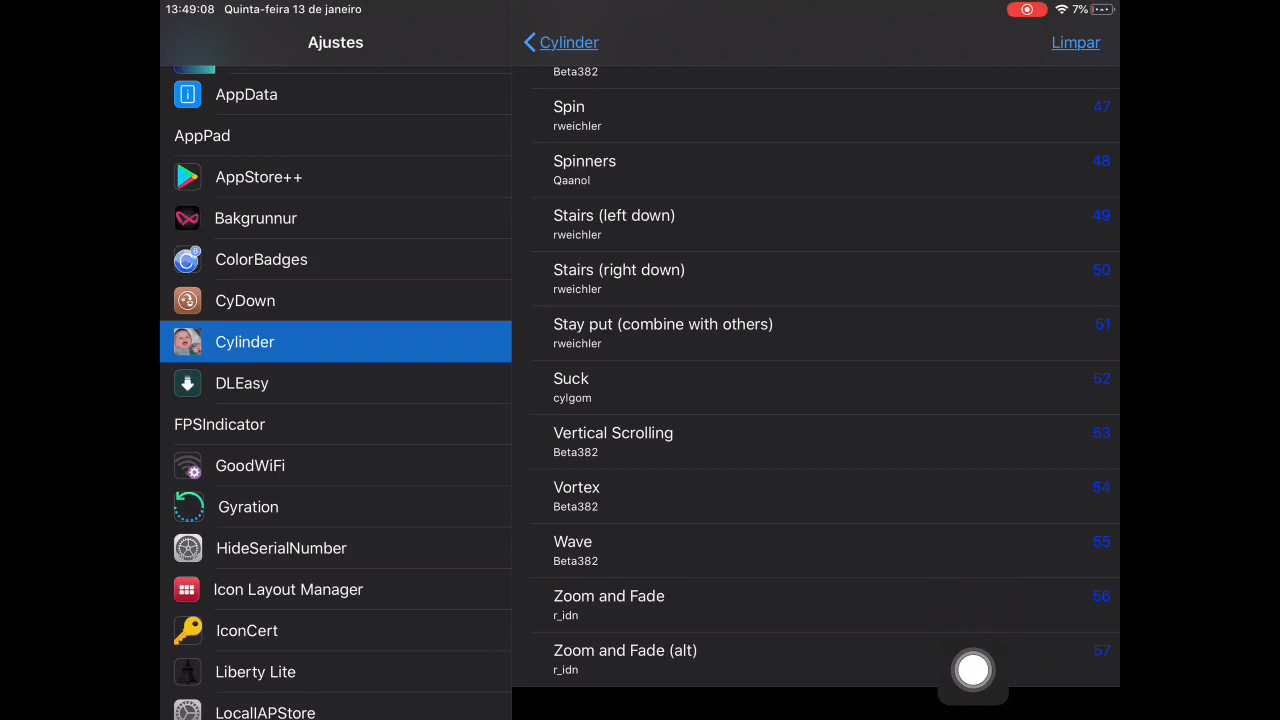 13:49:08 Quinta-feira 13 de janeiro
7%
Ajustes
AppData
AppPad
AppStore++
Bakgrunnur
ColorBadges
CyDown
Cylinder
DLEasy
FPSIndicator
GoodWiFi
Gyration
HideSerialNumber
Icon Layout Manager
IconCert
Liberty Lite
LocalIAPStore
Cylinder
Limpar
Beta382
Spin 47
rweichler
Spinners 48
Qaanol
Stairs (left down) 49
rweichler
Stairs (right down) 50
rweichler
Stay put (combine with others) 51
rweichler
Suck 52
cylgom
Vertical Scrolling 53
Beta382
Vortex 54
Beta382
Wave 55
Beta382
Zoom and Fade 56
r_idn
Zoom and Fade (alt) 57
r_idn